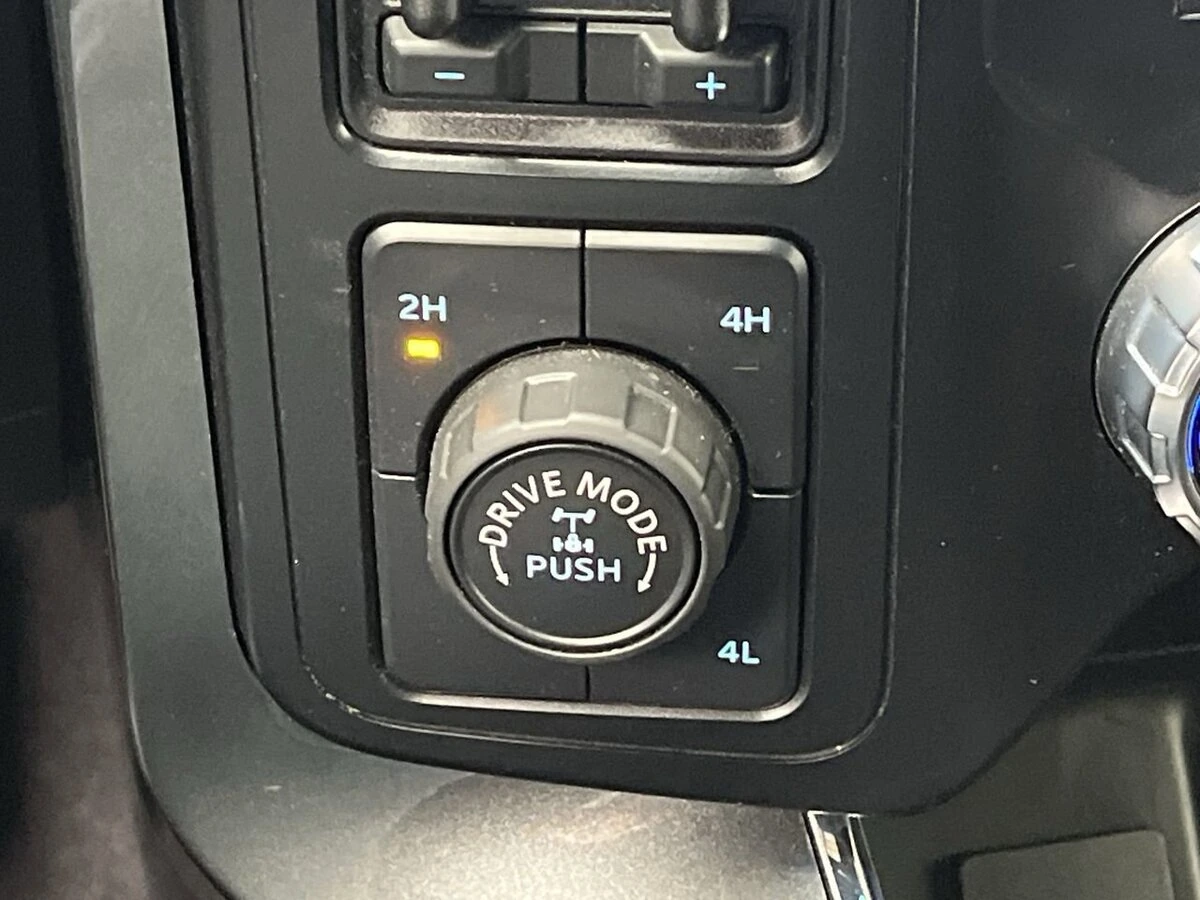 - +
2H
4H
DRIVE MODE
PUSH
4L